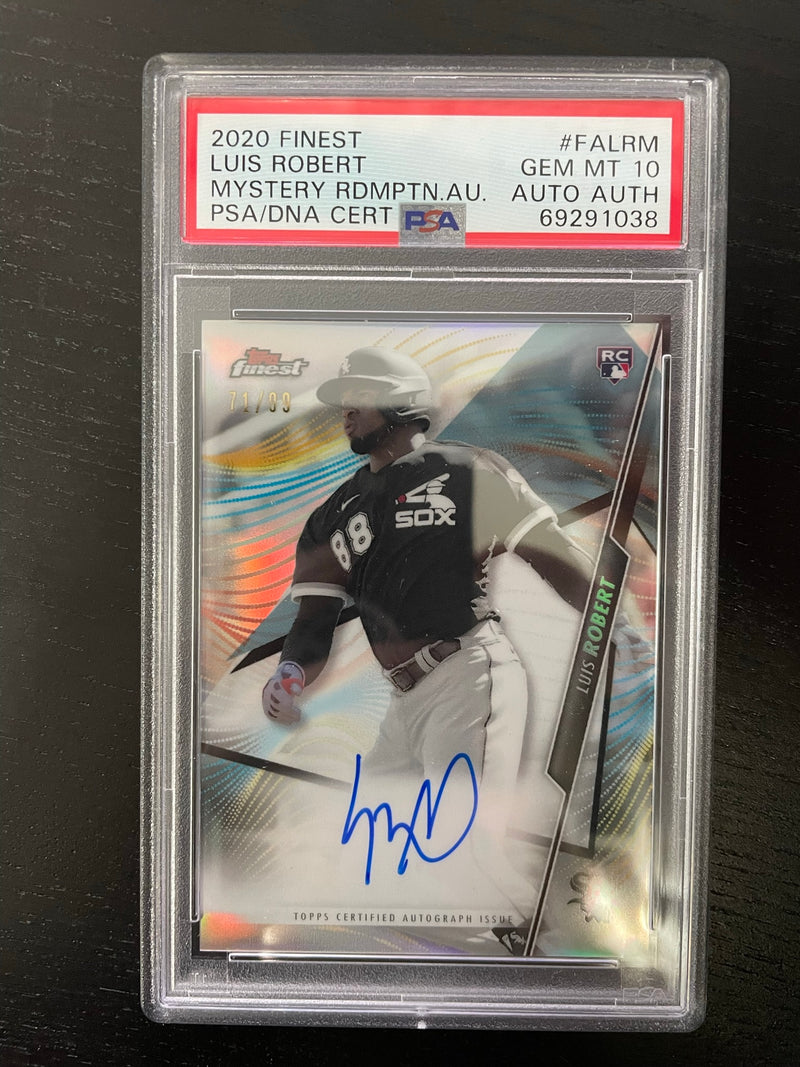 2020 FINEST #FALRM
LUIS ROBERT GEM MT 10
MYSTERY RDMPTN.AU. AUTO AUTH
PSA/DNA CERT PSA 69291038
Topps
finest
RC
71/99
SOX
88
LUIS ROBERT
TOPPS CERTIFIED AUTOGRAPH ISSUE